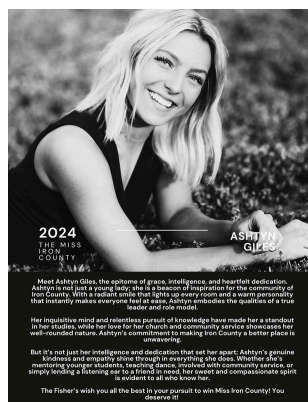 2024
THE MISS
IRON
COUNTY
ASHTYN
GILES
Meet Ashtyn Giles, the epitome of grace, intelligence, and heartfelt dedication.
Ashtyn is not just a young lady; she is a beacon of inspiration for the community of
Iron County. With a radiant smile that lights up every room and a warm personality
that instantly makes everyone feel at ease, Ashtyn embodies the qualities of a true
leader and role model.
Her inquisitive mind and relentless pursuit of knowledge have made her a standout
in her studies, while her love for her church and community service showcases her
well-rounded nature. Ashtyn's commitment to making Iron County a better place is
unwavering.
But it's not just her intelligence and dedication that set her apart; Ashtyn's genuine
kindness and empathy shine through in everything she does. Whether she's
mentoring younger students, teaching dance, involved with community service, or
simply lending a listening ear to a friend in need, her sweet and compassionate spirit
is evident to all who know her.
The Fisher's wish you all the best in your pursuit to win Miss Iron County! You
deserve it!